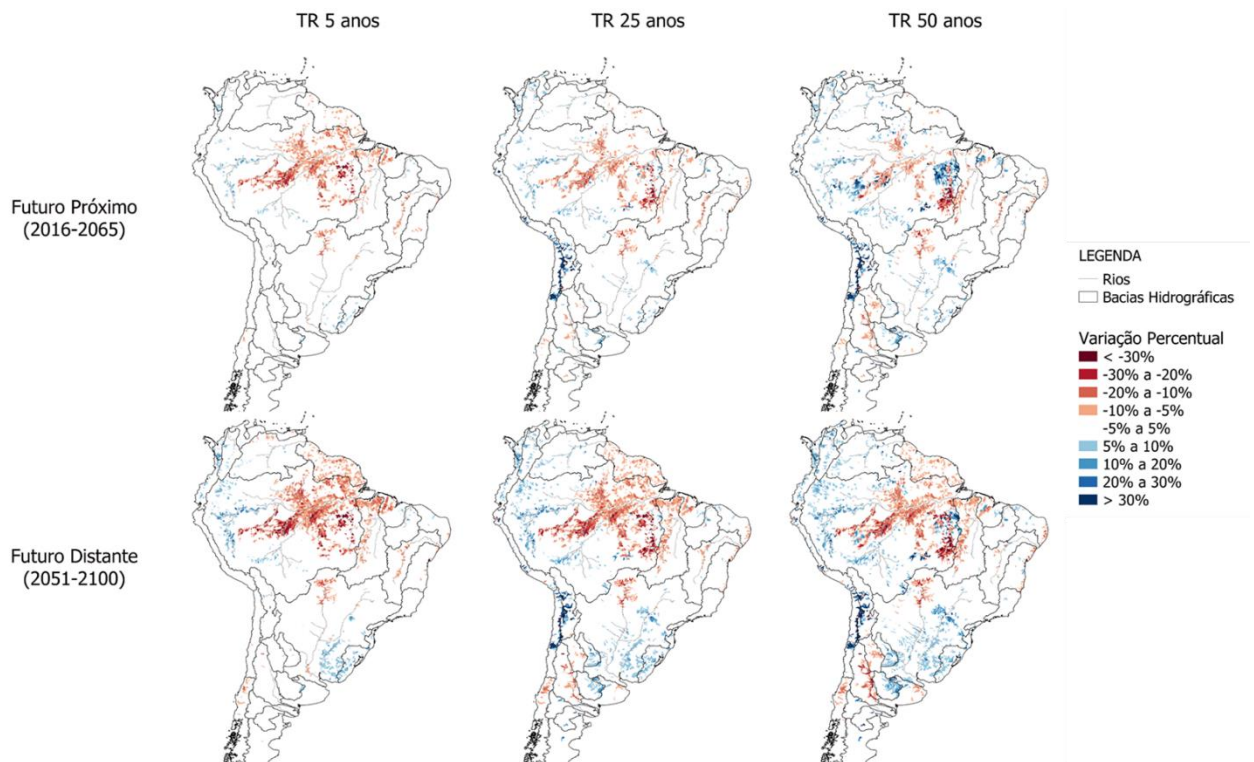 TR 5 anos
TR 25 anos
TR 50 anos
Futuro Próximo
(2016-2065)
LEGENDA
Rios
Bacias Hidrográficas
Variação Percentual
< -30%
-30% a -20%
-20% a -10%
-10% a -5%
-5% a 5%
5% a 10%
10% a 20%
20% a 30%
> 30%
Futuro Distante
(2051-2100)